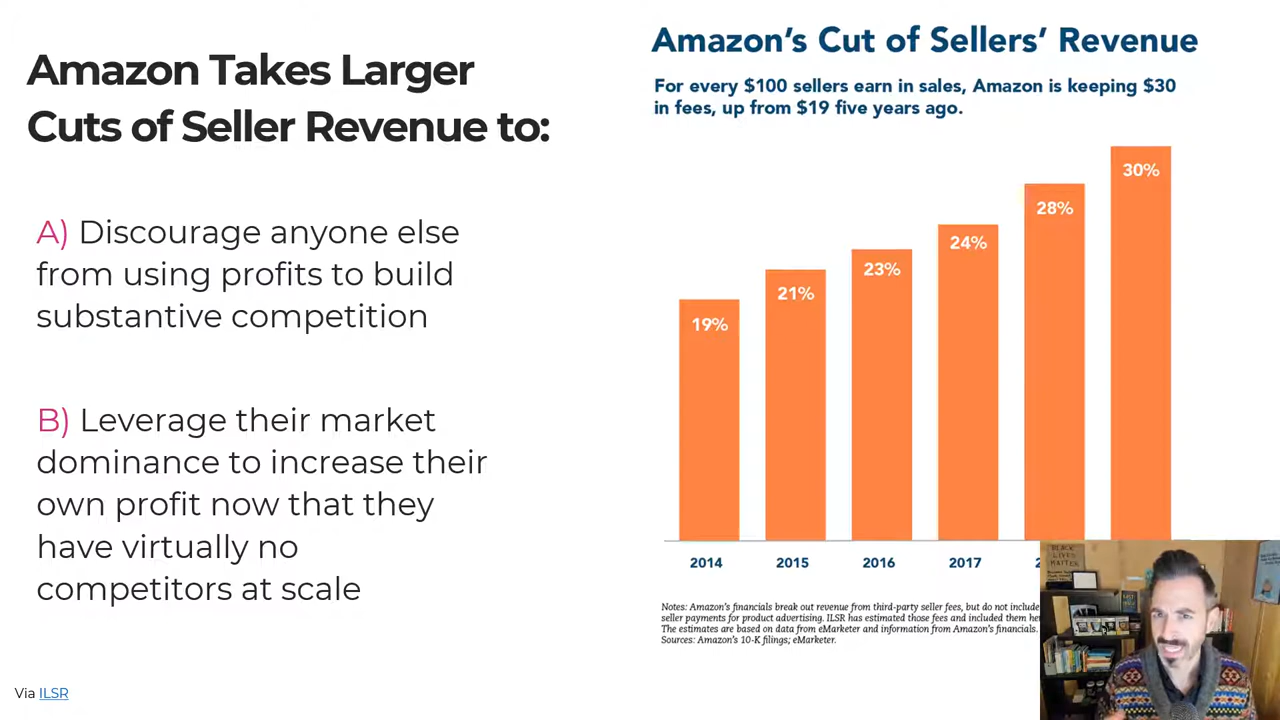 Amazon Takes Larger
Cuts of Seller Revenue to:
A) Discourage anyone else
from using profits to build
substantive competition
B) Leverage their market
dominance to increase their
own profit now that they
have virtually no
competitors at scale
Via ILSR
Amazon's Cut of Sellers' Revenue
For every $100 sellers earn in sales, Amazon is keeping $30
in fees, up from $19 five years ago.
19%
21%
23%
24%
28%
30%
2014
2015
2016
2017
Notes: Amazon's financials break out revenue from third-party seller fees, but do not include
seller payments for product advertising. ILSR has estimated those fees and included them
The estimates are based on data from eMarketer and information from Amazon's financials.
Sources: Amazon's 10-K filings; eMarketer.
BLACK
LIVES
MATTER